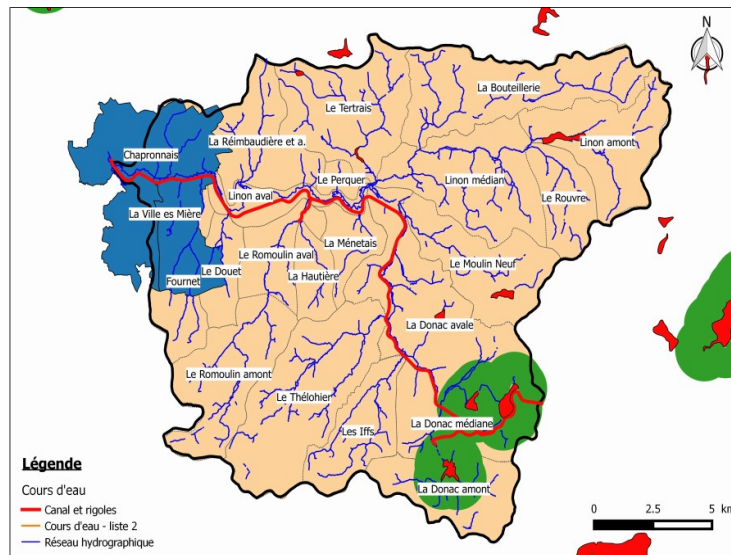 N
La Bouteillerie
Le Tertrais
La Réimbaudière et a.
Linon amont
Chapronnais
Le Perquer
Linon médian
Linon aval
Le Rouvre
La Ville es Mière
La Ménetais
Le Romoulin aval
Le Moulin Neuf
Le Douet
La Hautière
Fournet
La Donac avale
Le Romoulin amont
Le Thélohier
La Donac médiane
Les Iffs
La Donac amont
Légende
Cours d'eau
Canal et rigoles
Cours d'eau - liste 2
Réseau hydrographique
0 2.5 5 km